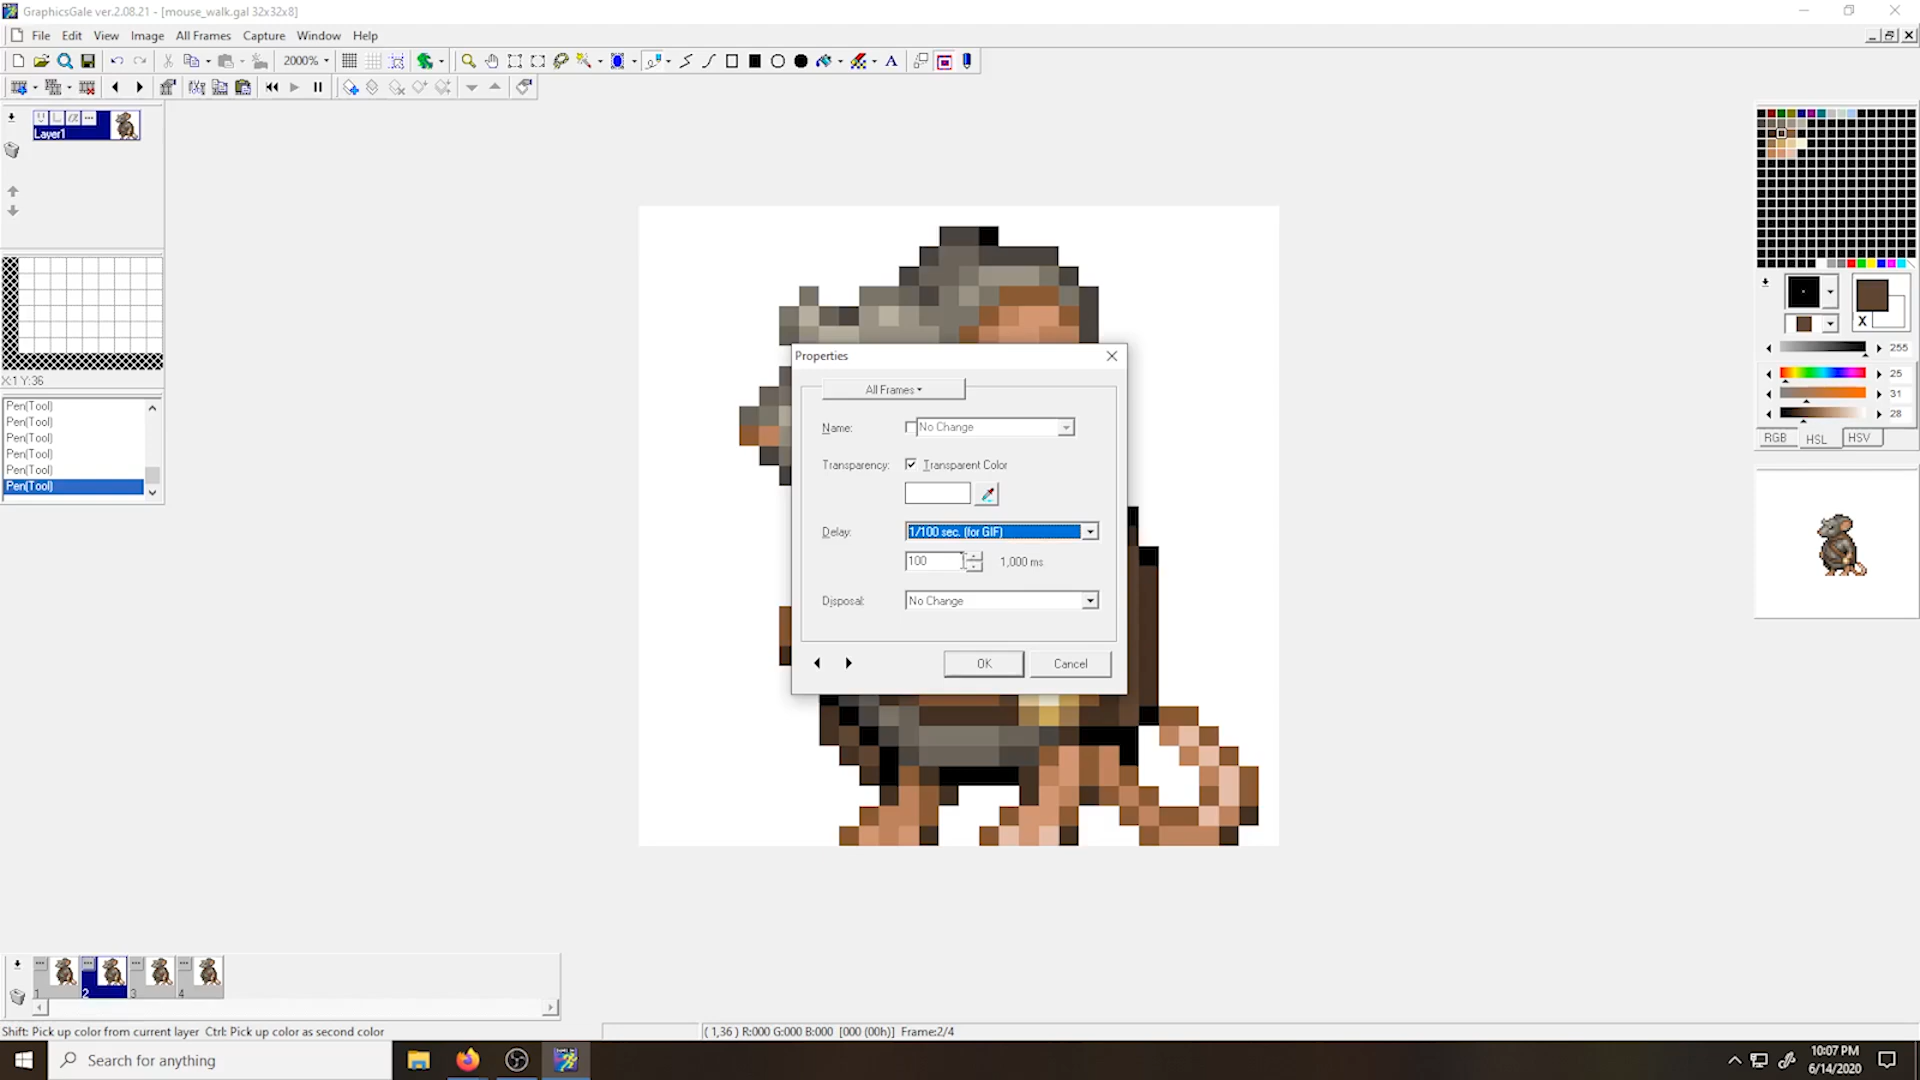 GraphicsGale ver.2.08.21 - [mouse_walk.gal 32x32x8]
File Edit View Image All Frames Capture Window Help
2000%
A
Layer1
X:1 Y:36
Pen(Tool)
Pen(Tool)
Pen(Tool)
Pen(Tool)
Pen(Tool)
Pen(Tool)
Properties
All Frames
Name: No Change
Transparency: Transparent Color
Delay: 1/100 sec. (for GIF)
100 1,000 ms.
Disposal: No Change
OK Cancel
X
255
25
31
28
RGB HSL HSV
1 2 3 4
Shift: Pick up color from current layer Ctrl: Pick up color as second color
( 1,36 ) R:000 G:000 B:000 [000 (00h)] Frame:2/4
Search for anything
10:07 PM
6/14/2020